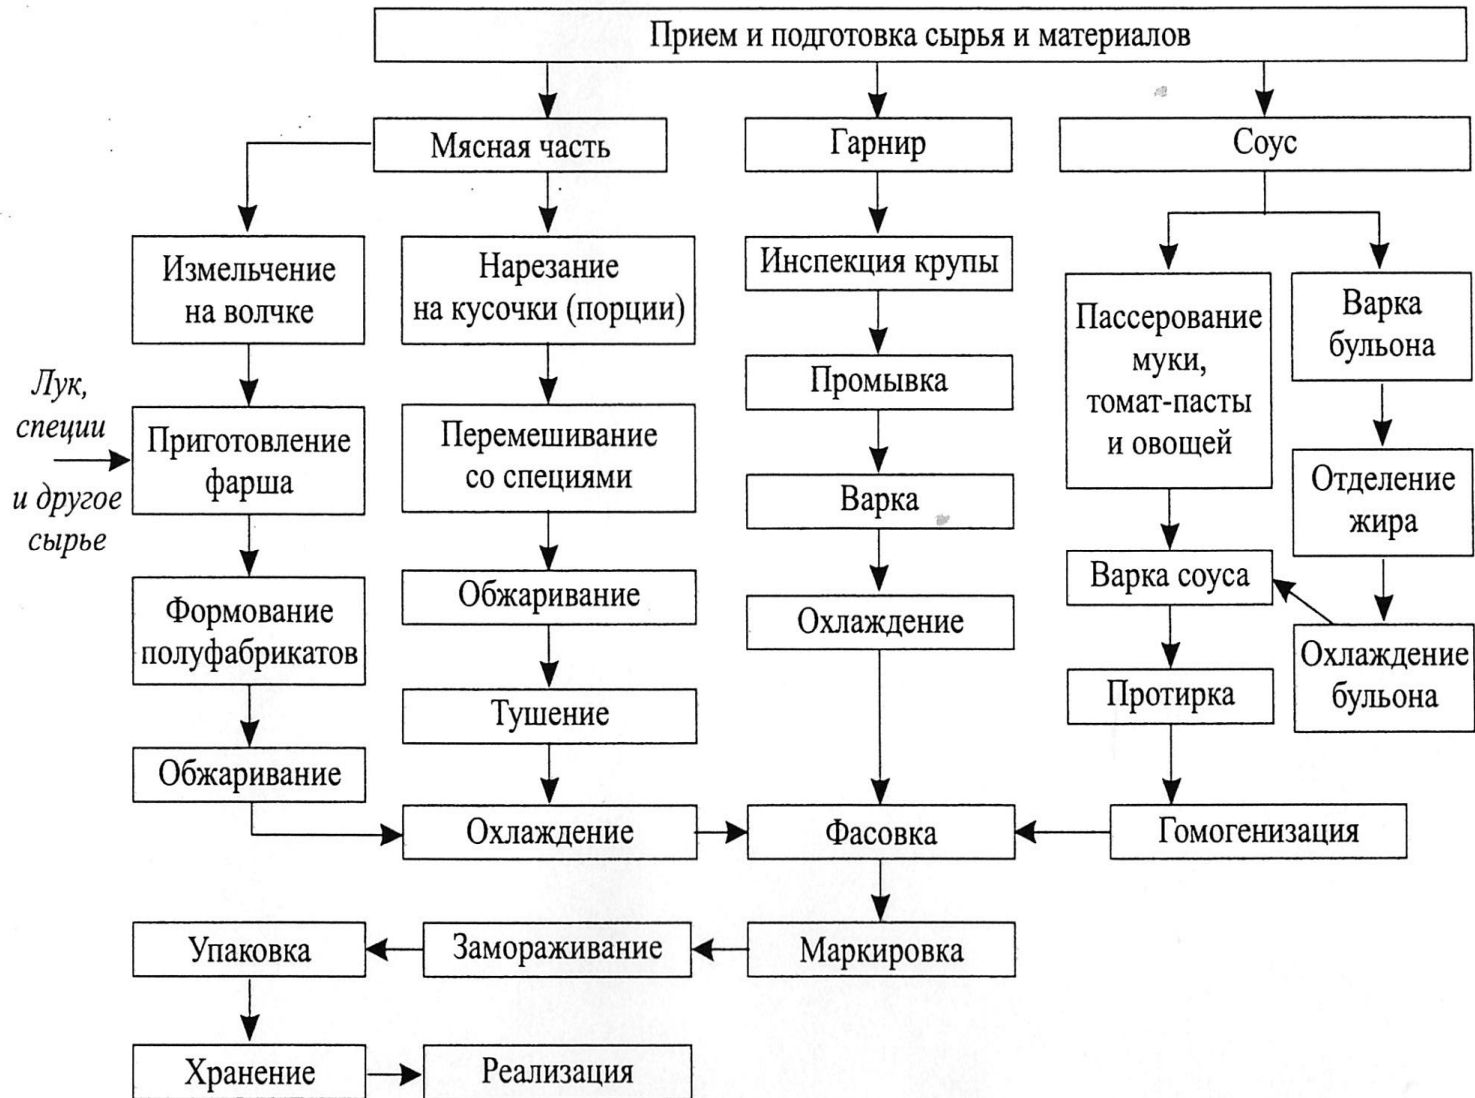 Прием и подготовка сырья и материалов
Мясная часть
Гарнир
Соус
Измельчение
на волчке
Нарезание
на кусочки (порции)
Инспекция крупы
Пассерование
муки,
томат-пасты
и овощей
Варка
бульона
Промывка
Лук,
специи
и другое
сырье
Приготовление
фарша
Перемешивание
со специями
Варка
Отделение
жира
Формование
полуфабрикатов
Обжаривание
Охлаждение
Варка соуса
Охлаждение
бульона
Тушение
Протирка
Обжаривание
Охлаждение
Фасовка
Гомогенизация
Упаковка
Замораживание
Маркировка
Хранение
Реализация